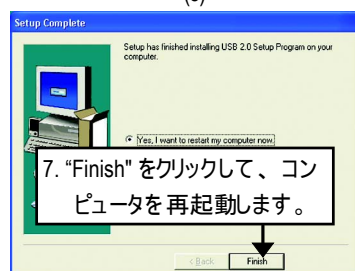 Setup Complete
Setup has finished installing USB 2.0 Setup Program on your
computer.
Yes, I want to restart my computer now.
7. “Finish" をクリックして、コン
ピュータを再起動します。
< Back
Finish